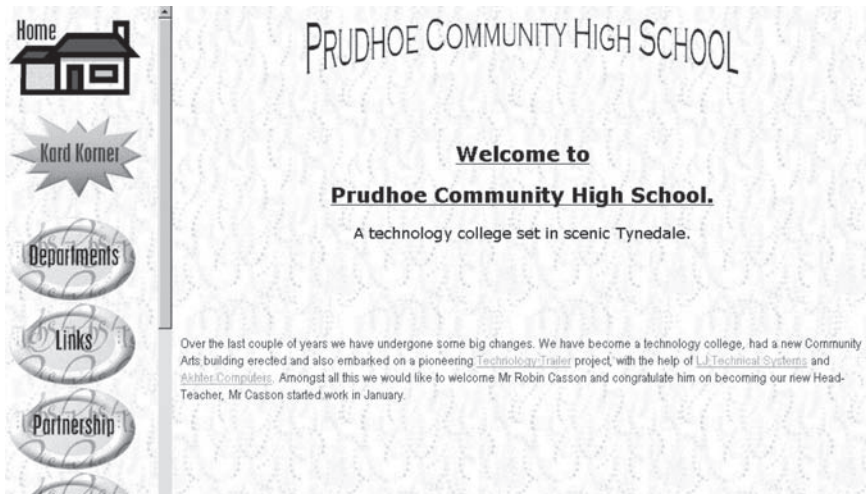 Home
Kard Korner
Departments
Links
Partnership
PRUDHOE COMMUNITY HIGH SCHOOL
Welcome to
Prudhoe Community High School.
A technology college set in scenic Tynedale.
Over the last couple of years we have undergone some big changes. We have become a technology college, had a new Community
Arts building erected and also embarked on a pioneering Technology Trailer project, with the help of LJ Technical Systems and
Akhter Computers. Amongst all this we would like to welcome Mr Robin Casson and congratulate him on becoming our new Head-
Teacher, Mr Casson started work in January.